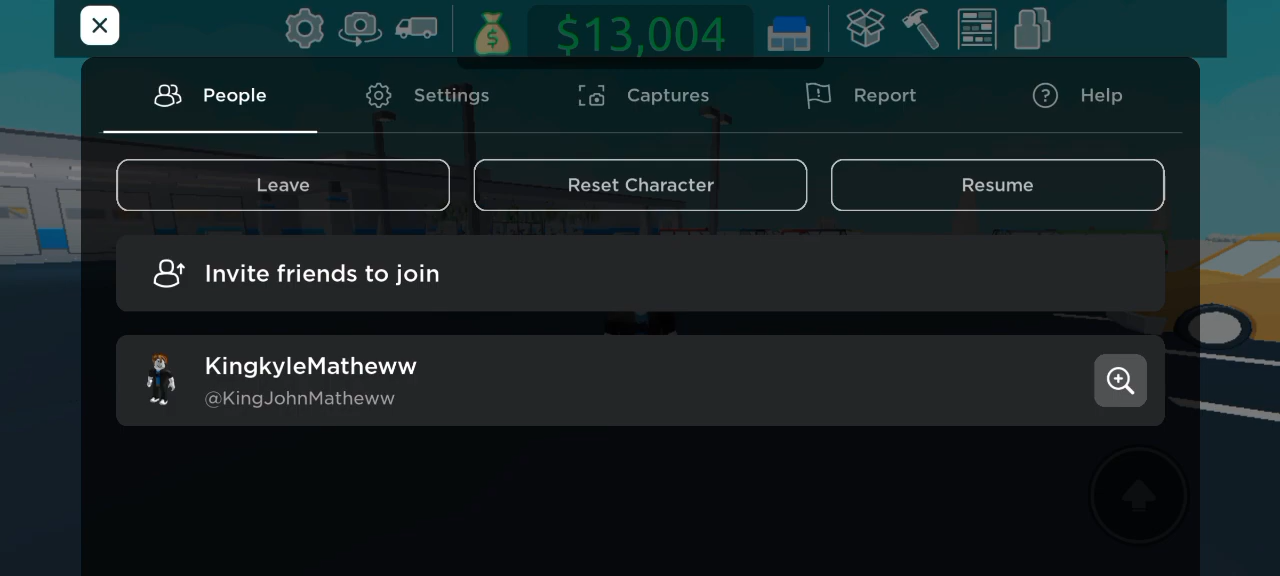 $13,004
People
Settings
Captures
Report
Help
Leave
Reset Character
Resume
Invite friends to join
KingkyleMatheww
@KingJohnMatheww